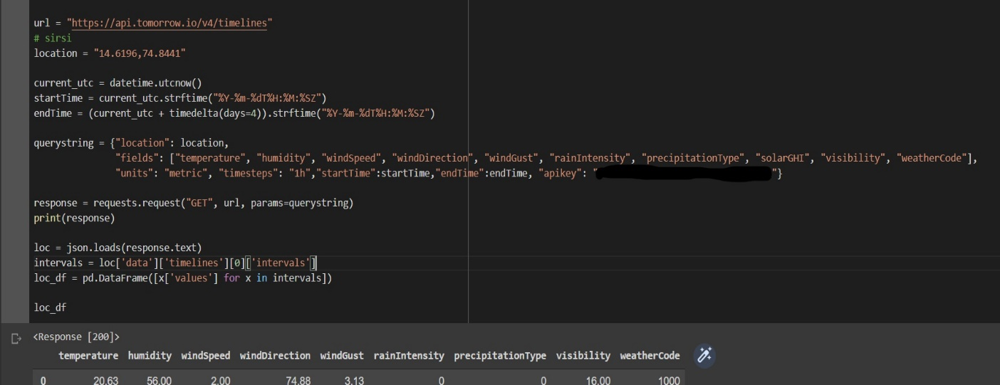 url = "https://api.tomorrow.io/v4/timelines"
# sirsi
location = "14.6196,74.8441"
current_utc = datetime.utcnow()
startTime = current_utc.strftime("%Y-%m-%dT%H:%M:%SZ")
endTime = (current_utc + timedelta(days=4)).strftime("%Y-%m-%dT%H:%M:%SZ")
querystring = {"location": location,
"fields": ["temperature", "humidity", "windSpeed", "windDirection", "windGust", "rainIntensity", "precipitationType", "solarGHI", "visibility", "weatherCode"],
"units": "metric", "timesteps": "1h","startTime":startTime,"endTime":endTime, "apikey": ""}
response = requests.request("GET", url, params=querystring)
print(response)
loc = json.loads(response.text)
intervals = loc['data']['timelines'][0]['intervals']
loc_df = pd.DataFrame([x['values'] for x in intervals])
loc_df
<Response [200]>
temperature humidity windSpeed windDirection windGust rainIntensity precipitationType visibility weatherCode
0 20.63 56.00 2.00 74.88 3.13 0 0 16.00 1000